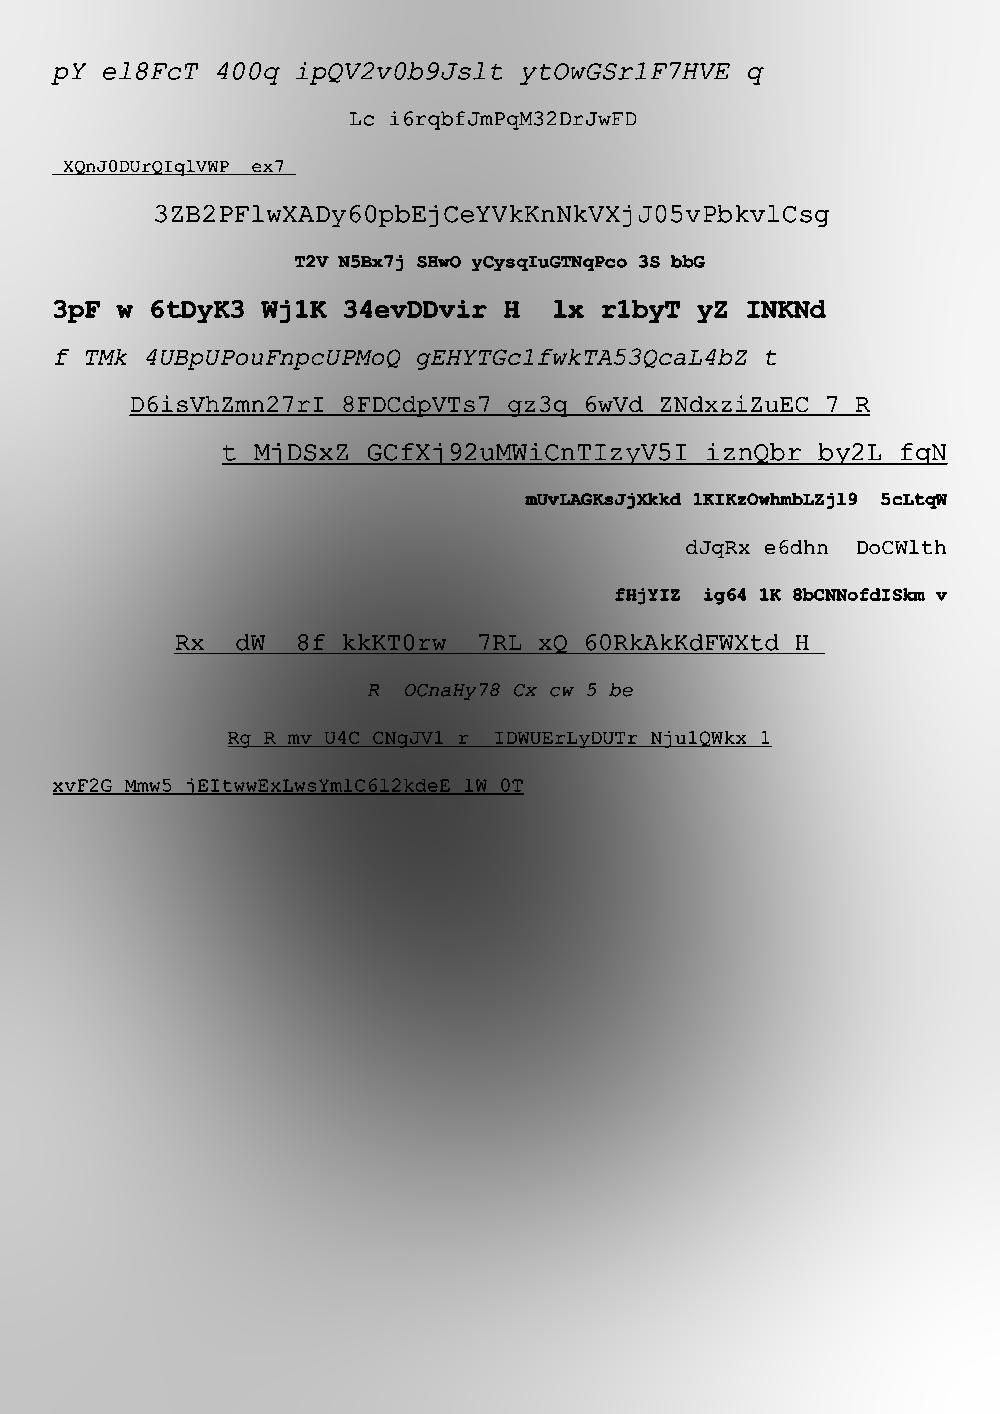 pY el8FcT 400q ipQV2v0b9Jslt ytOwGSr1F7HVE q
Lc i6rqbfJmPqM32DrJwFD
XQnJ0DUrQIqlVWP  ex7
3ZB2PFlwXADy60pbEjCeYVkKnNkVXjJ05vPbkvlCsg
T2V N5Bx7j SHwO yCysqIuGTNqPco 3S bbG
3pF w 6tDyK3 Wj1K 34evDDvir H  lx r1byT yZ INKNd
f TMk 4UBpUPouFnpcUPMoQ gEHYTGc1fwkTA53QcaL4bZ t
D6isVhZmn27rI 8FDCdpVTs7 gz3q 6wVd ZNdxziZuEC 7 R
t MjDSxZ GCfXj92uMWiCnTIzyV5I iznQbr by2L fqN
mUvLAGKsJjXkkd 1KIKzOwhmbLZjl9  5cLtqW
dJqRx e6dhn  DoCWlth
fHjYIZ  ig64 1K 8bCNNofdISkm v
Rx  dW  8f kkKT0rw  7RL xQ 60RkAkKdFWXtd H
R  OCnaHy78 Cx cw 5 be
Rg R mv U4C CNgJVl r  IDWUErLyDUTr Nju1QWkx 1
xvF2G Mmw5 jEItwwExLwsYmlC6l2kdeE lW 0T